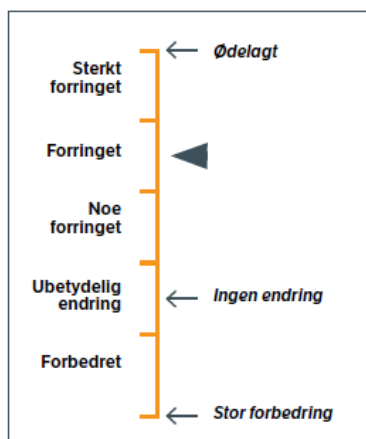 Ødelagt
Sterkt
forringet
Forringet
Noe
forringet
Ubetydelig
endring
Ingen endring
Forbedret
Stor forbedring